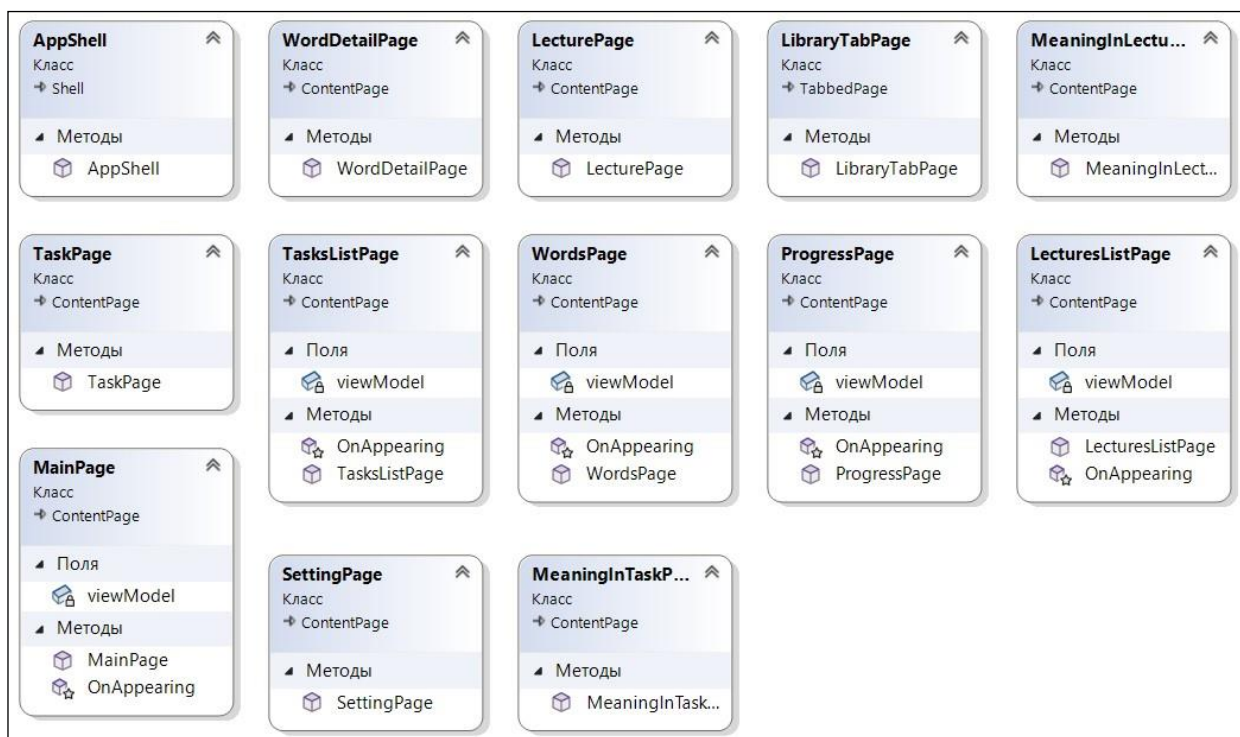 AppShell
Класс
Shell
Методы
AppShell
WordDetailPage
Класс
ContentPage
Методы
WordDetailPage
LecturePage
Класс
ContentPage
Методы
LecturePage
LibraryTabPage
Класс
TabbedPage
Методы
LibraryTabPage
MeaningInLectu...
Класс
ContentPage
Методы
MeaningInLect...
TaskPage
Класс
ContentPage
Методы
TaskPage
TasksListPage
Класс
ContentPage
Поля
viewModel
Методы
OnAppearing
TasksListPage
WordsPage
Класс
ContentPage
Поля
viewModel
Методы
OnAppearing
WordsPage
ProgressPage
Класс
ContentPage
Поля
viewModel
Методы
OnAppearing
ProgressPage
LecturesListPage
Класс
ContentPage
Поля
viewModel
Методы
LecturesListPage
OnAppearing
MainPage
Класс
ContentPage
Поля
viewModel
Методы
MainPage
OnAppearing
SettingPage
Класс
ContentPage
Методы
SettingPage
MeaningInTaskP...
Класс
ContentPage
Методы
MeaningInTask...